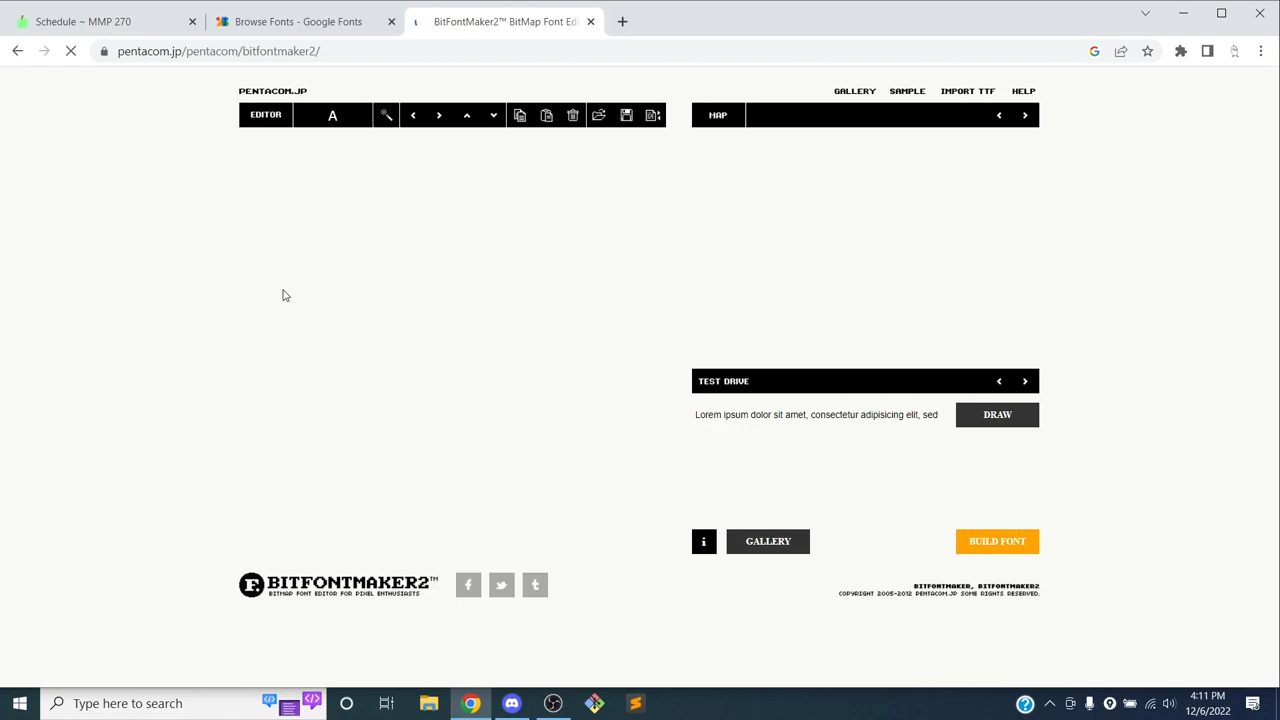 Schedule ~ MMP 270
Browse Fonts - Google Fonts
BitFontMaker2™ BitMap Font Edi
pentacom.jp/pentacom/bitfontmaker2/
PENTACOM.JP
GALLERY SAMPLE IMPORT TTF HELP
EDITOR A
MAP
TEST DRIVE
Lorem ipsum dolor sit amet, consectetur adipisicing elit, sed
DRAW
i GALLERY BUILD FONT
BITFONTMAKER2™
BITMAP FONT EDITOR FOR PIXEL ENTHUSIASTS
BITFONTMAKER, BITFONTMAKER2
COPYRIGHT 2005-2012 PENTACOM.JP SOME RIGHTS RESERVED.
Type here to search
4:11 PM
12/6/2022